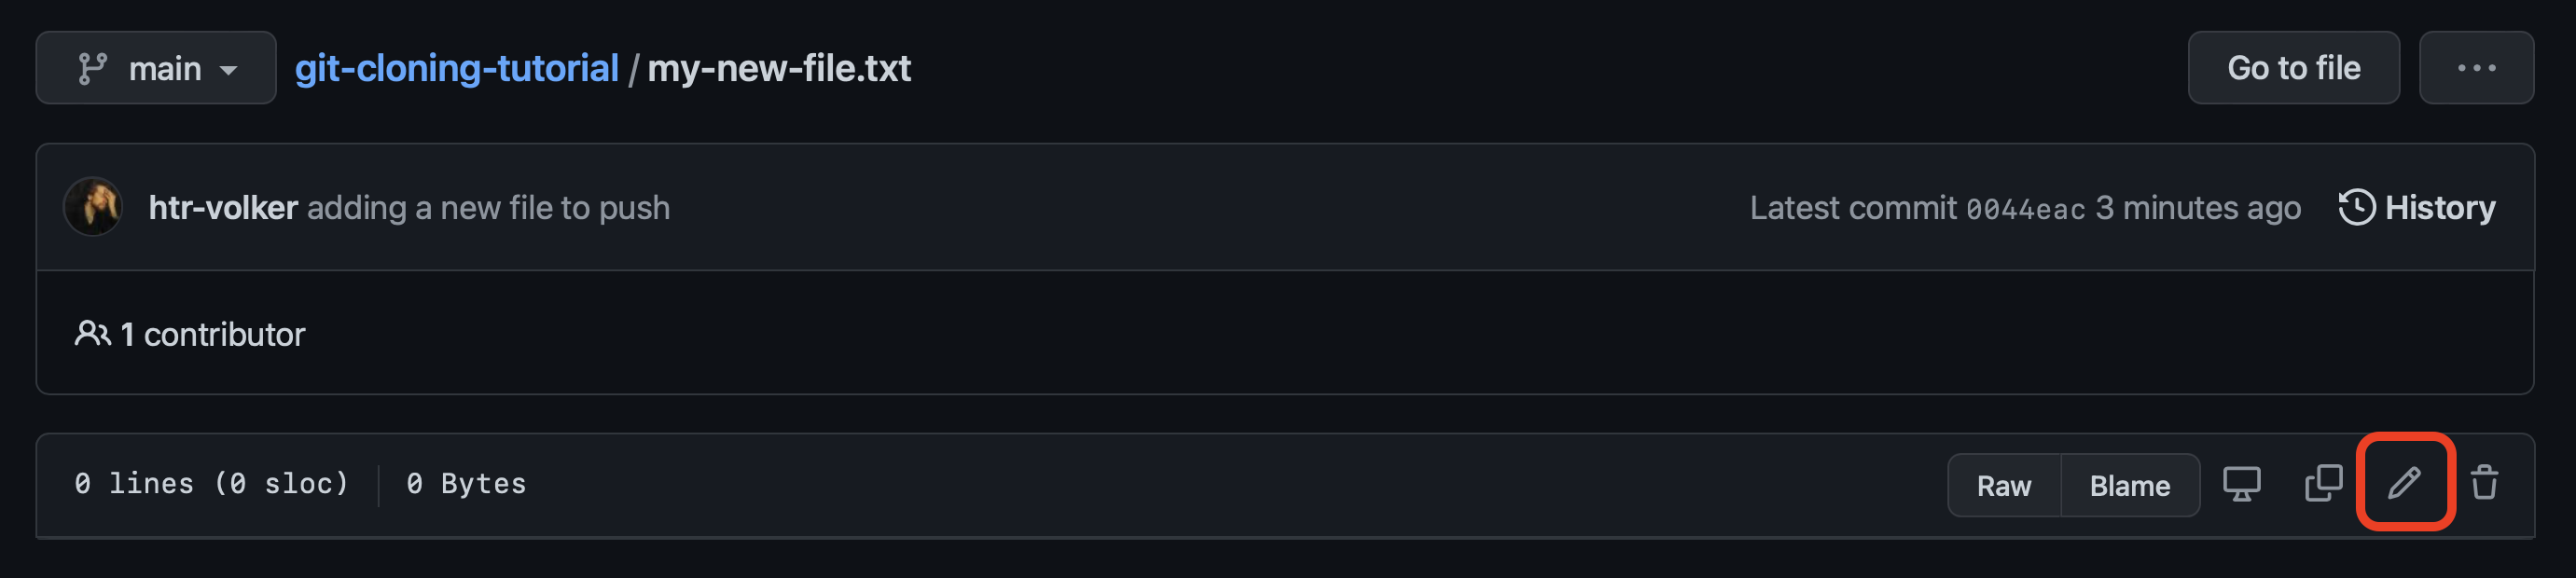 main git-cloning-tutorial / my-new-file.txt Go to file ...
htr-volker adding a new file to push Latest commit 0044eac 3 minutes ago History
1 contributor
0 lines (0 sloc) 0 Bytes Raw Blame